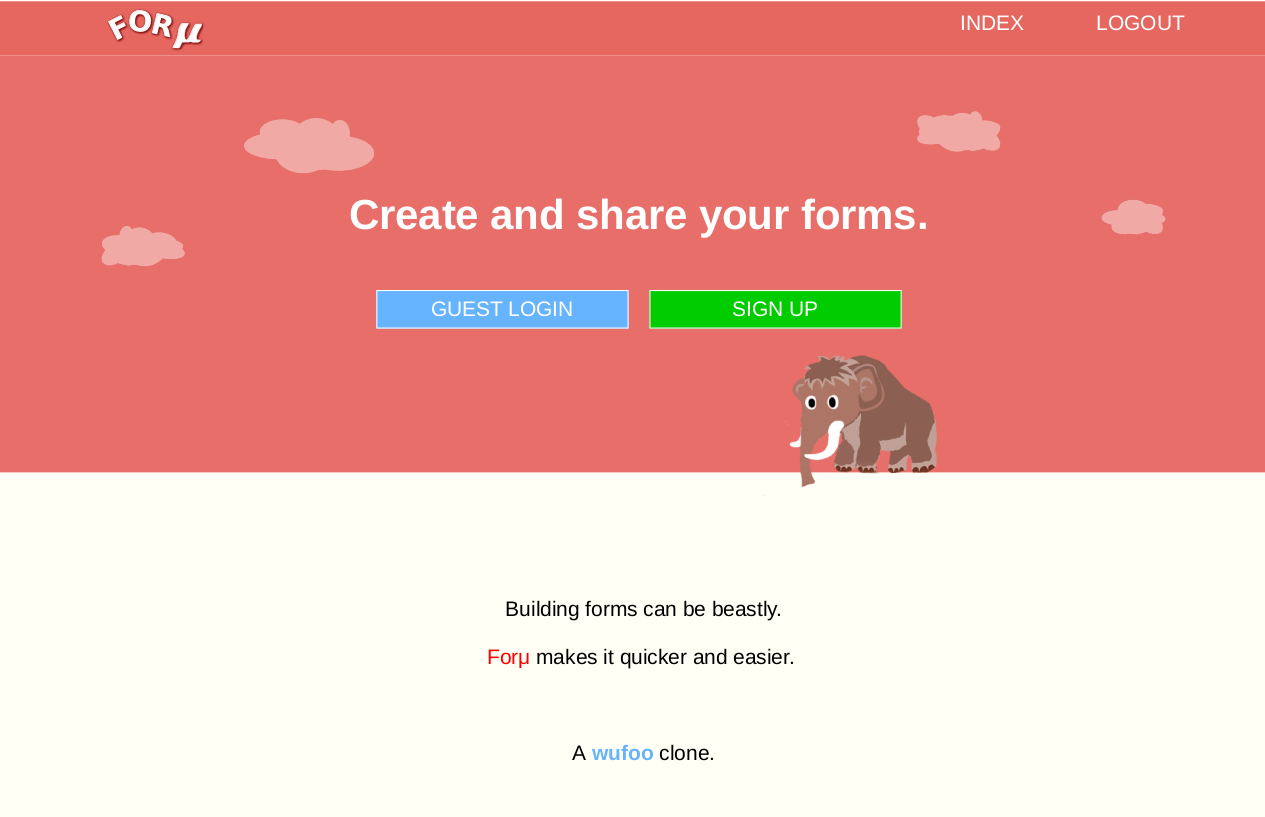 FORμ
INDEX
LOGOUT
Create and share your forms.
GUEST LOGIN
SIGN UP
Building forms can be beastly.
Forμ makes it quicker and easier.
A wufoo clone.